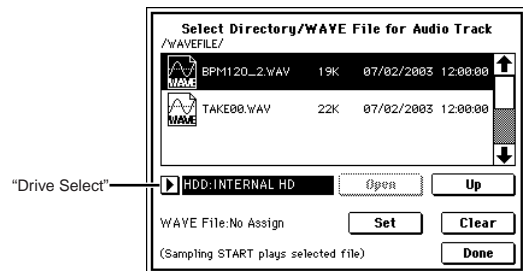 Select Directory/WAVE File for Audio Track
/WAVEFILE/
WAVE BPM120_2.WAV 19K 07/02/2003 12:00:00
WAVE TAKE00.WAV 22K 07/02/2003 12:00:00
"Drive Select" HDD:INTERNAL HD Open Up
WAVE File:No Assign Set Clear
(Sampling START plays selected file) Done